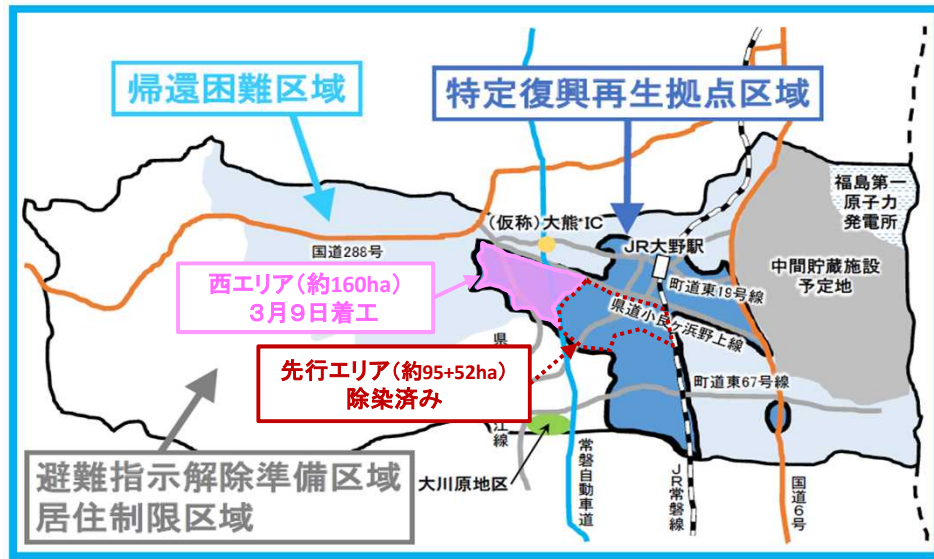 帰還困難区域
特定復興再生拠点区域
福島第一
原子力
発電所
(仮称)大熊IC
JR大野駅
国道288号
中間貯蔵施設
予定地
西エリア(約160ha)
3月9日着工
町道東19号線
県道小良ケ浜野上線
先行エリア(約95+52ha)
除染済み
県
江線
町道東67号線
大川原地区
常磐自動車道
JR常磐線
国道6号
避難指示解除準備区域
居住制限区域